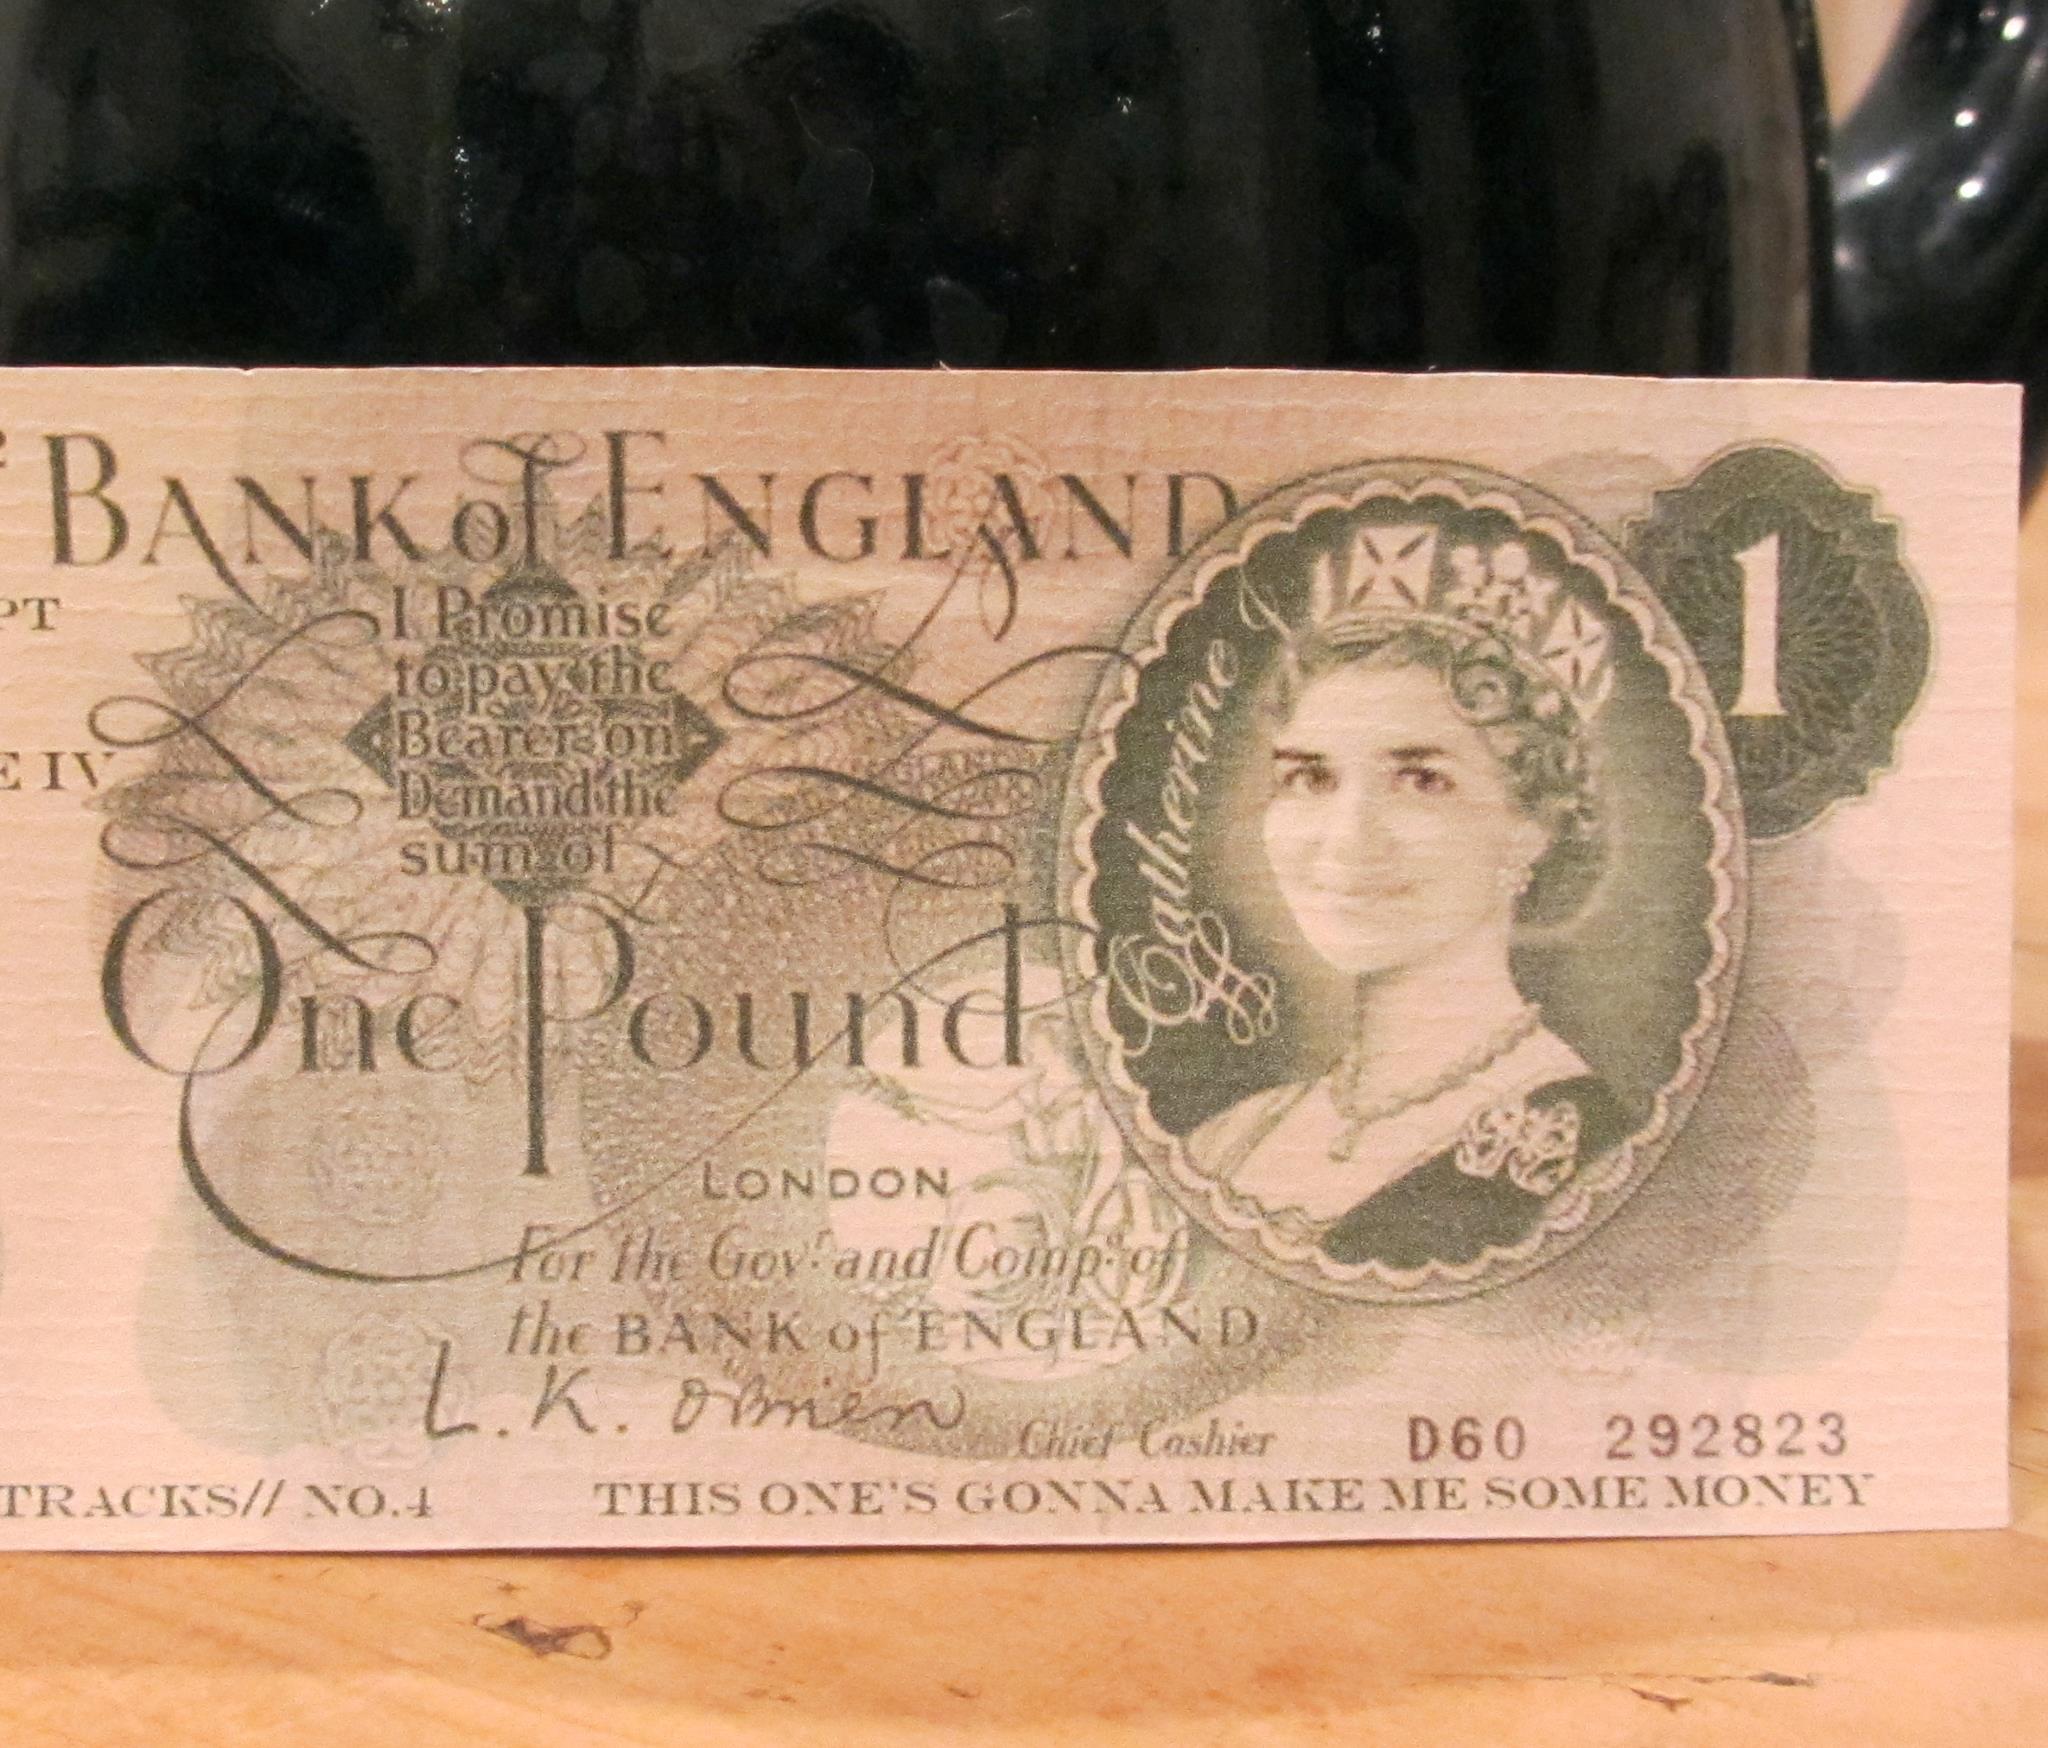 BANK of ENGLAND
PT
E IV
I Promise
to pay the
Bearer on
Demand the
sum of
One Pound
LONDON
For the Govr. and Compa. of
the BANK of ENGLAND
L.K. O'Brien
Chief Cashier
D60 292823
Catherine
1
TRACKS// NO.4 THIS ONE'S GONNA MAKE ME SOME MONEY